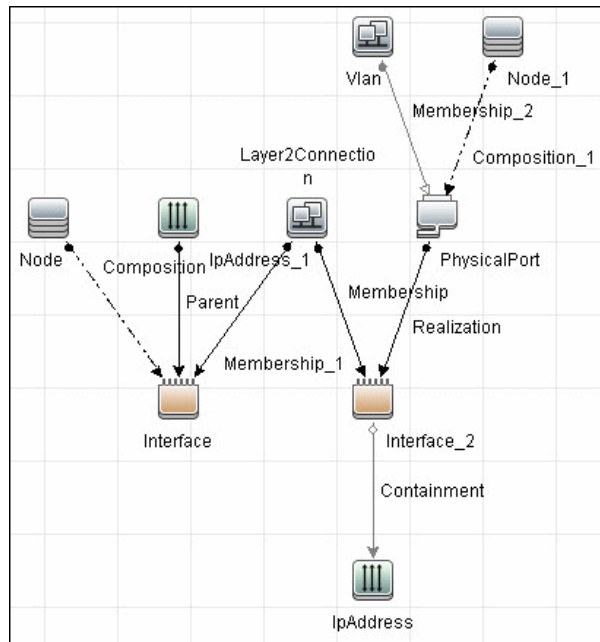 Vlan
Node_1
Membership_2
Layer2Connectio
n
Composition_1
Node
Composition
IpAddress_1
PhysicalPort
Parent
Membership
Realization
Membership_1
Interface
Interface_2
Containment
IpAddress